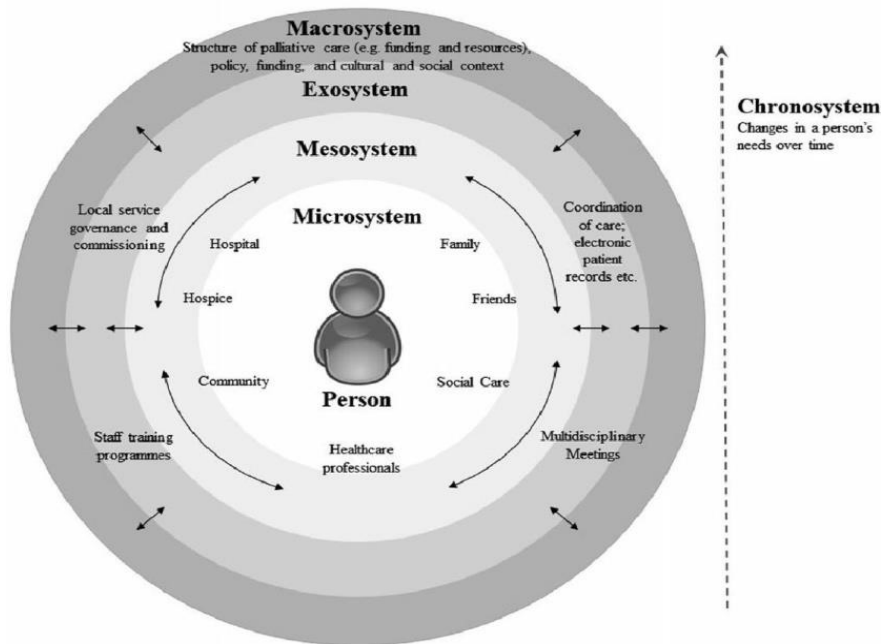 Macrosystem
Structure of palliative care (e.g. funding and resources),
policy, funding, and cultural and social context
Exosystem
Mesosystem
Microsystem
Chronosystem
Changes in a person's
needs over time
Local service
governance and
commissioning
Hospital
Hospice
Community
Staff training
programmes
Family
Friends
Social Care
Person
Healthcare
professionals
Coordination
of care;
electronic
patient
records etc.
Multidisciplinary
Meetings